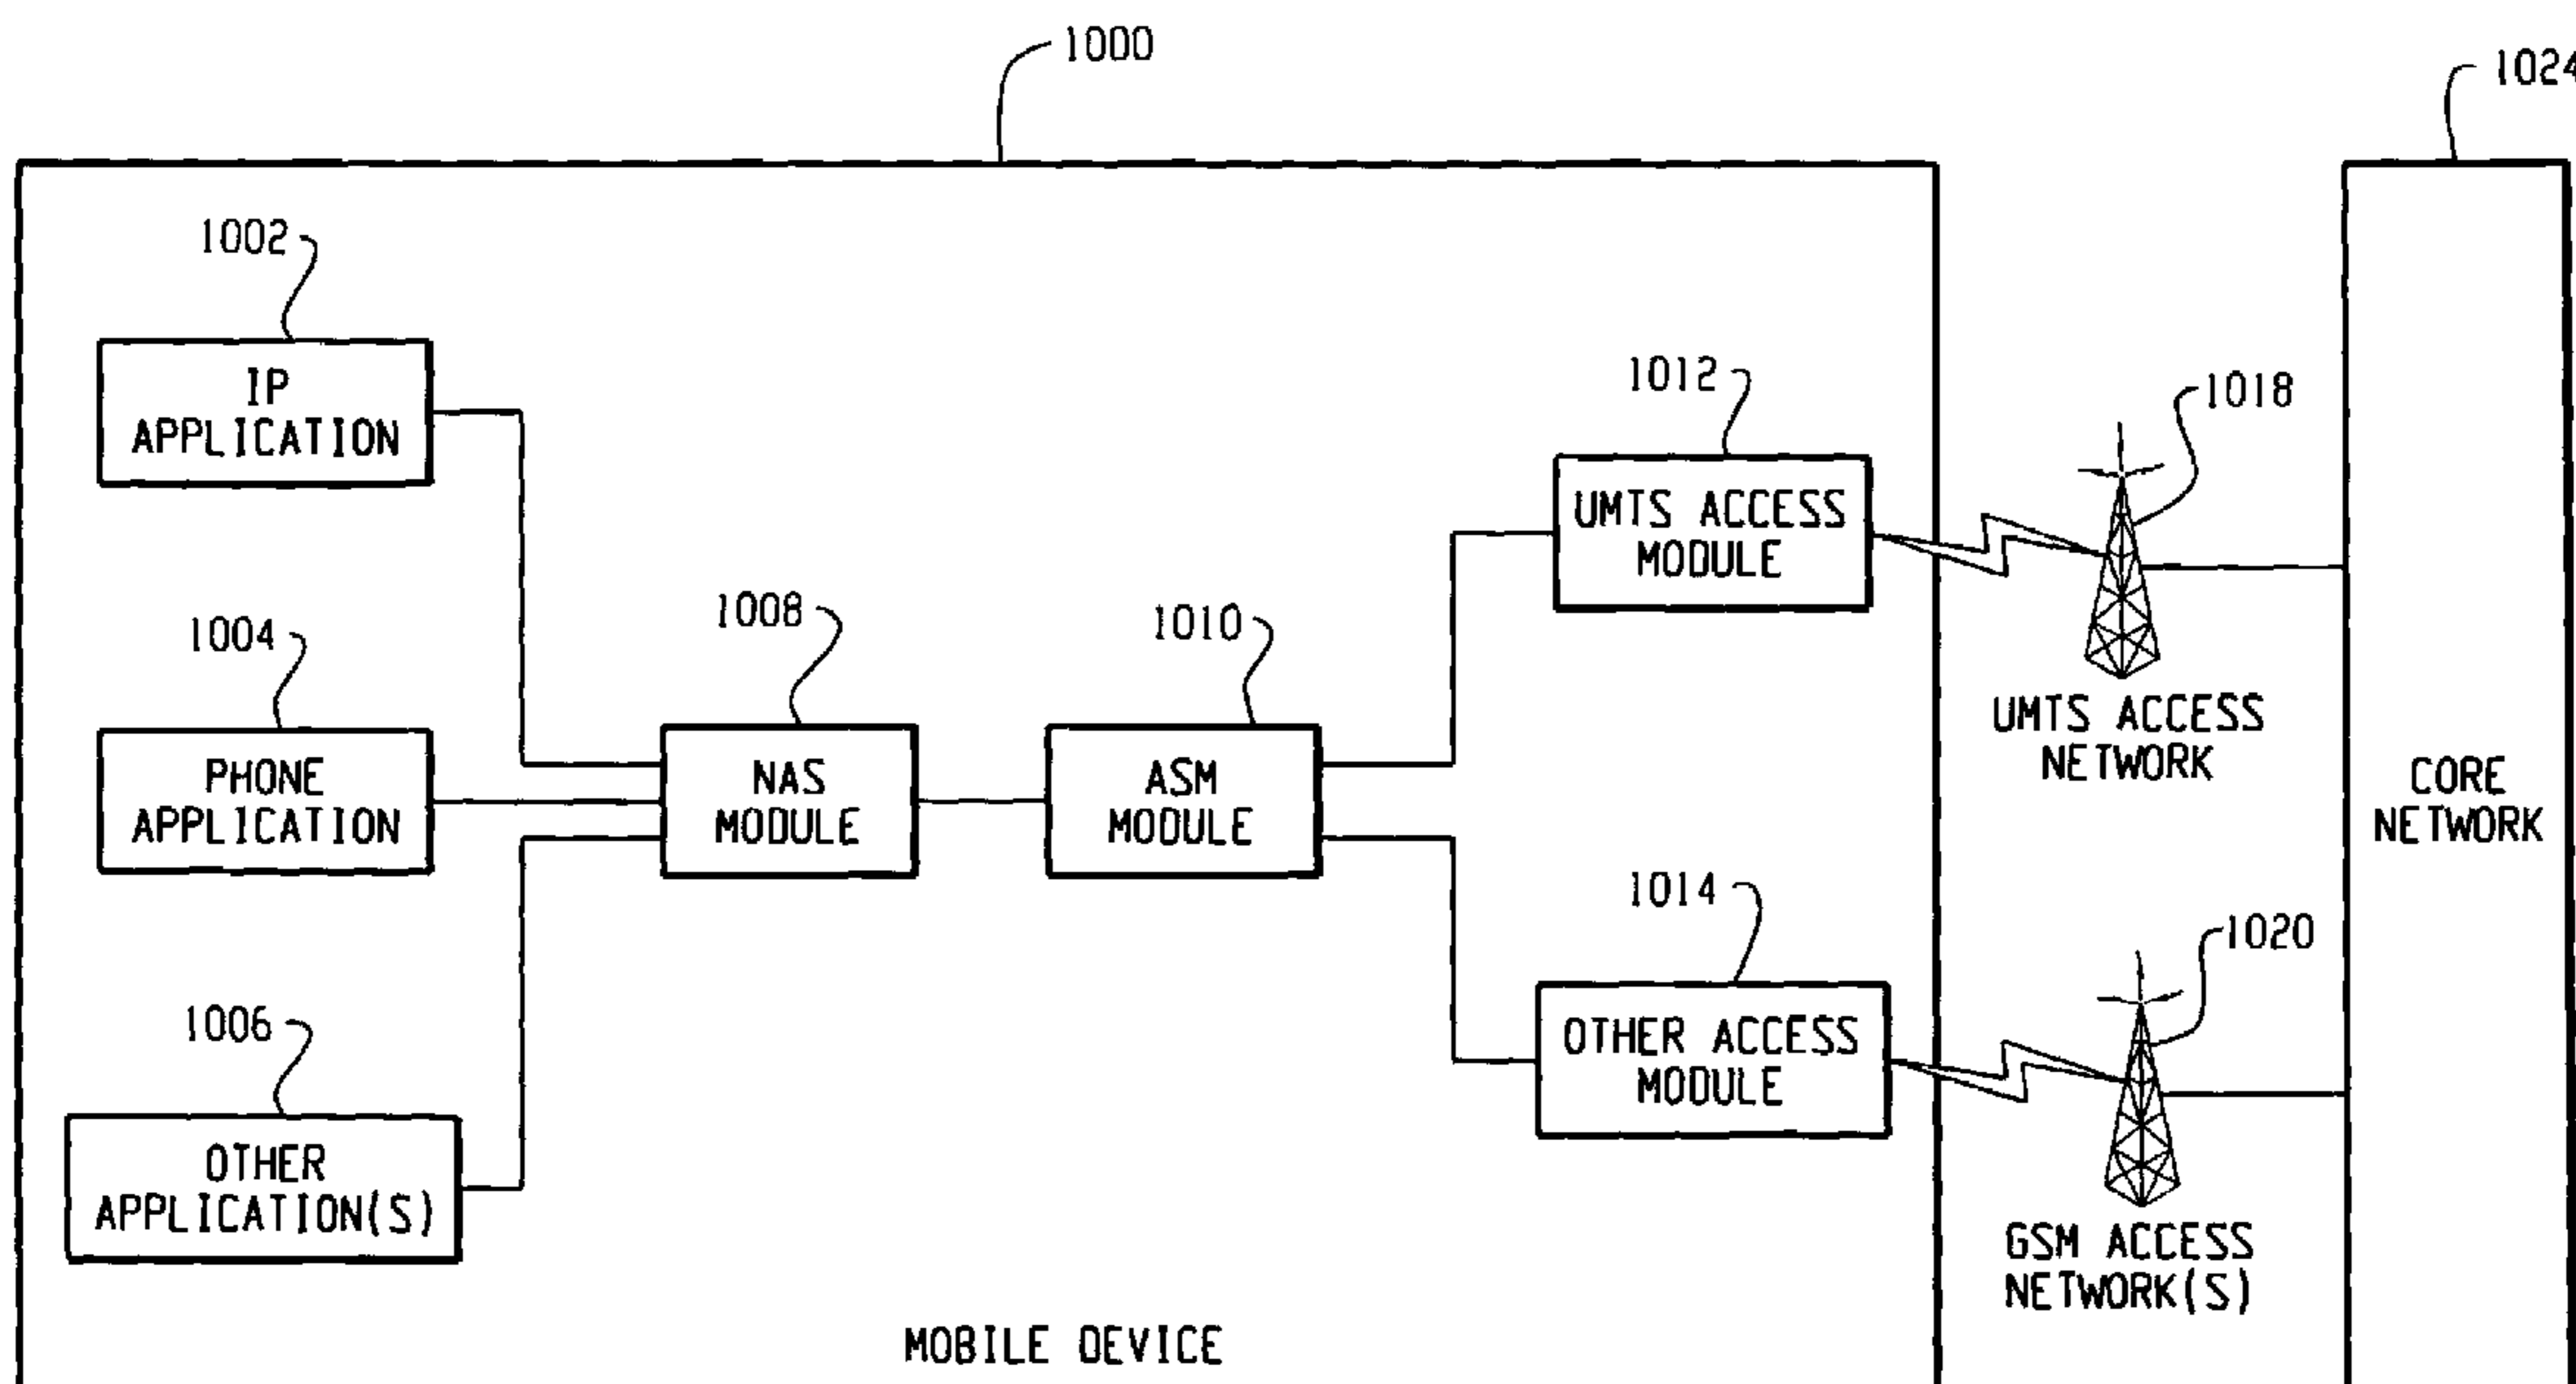 1000
1024
1002
IP
APPLICATION
1012
1018
UMTS ACCESS
MODULE
1004
1008
1010
UMTS ACCESS
NETWORK
PHONE
APPLICATION
NAS
MODULE
ASM
MODULE
CORE
NETWORK
1014
1020
1006
OTHER ACCESS
MODULE
OTHER
APPLICATION(S)
GSM ACCESS
NETWORK(S)
MOBILE DEVICE